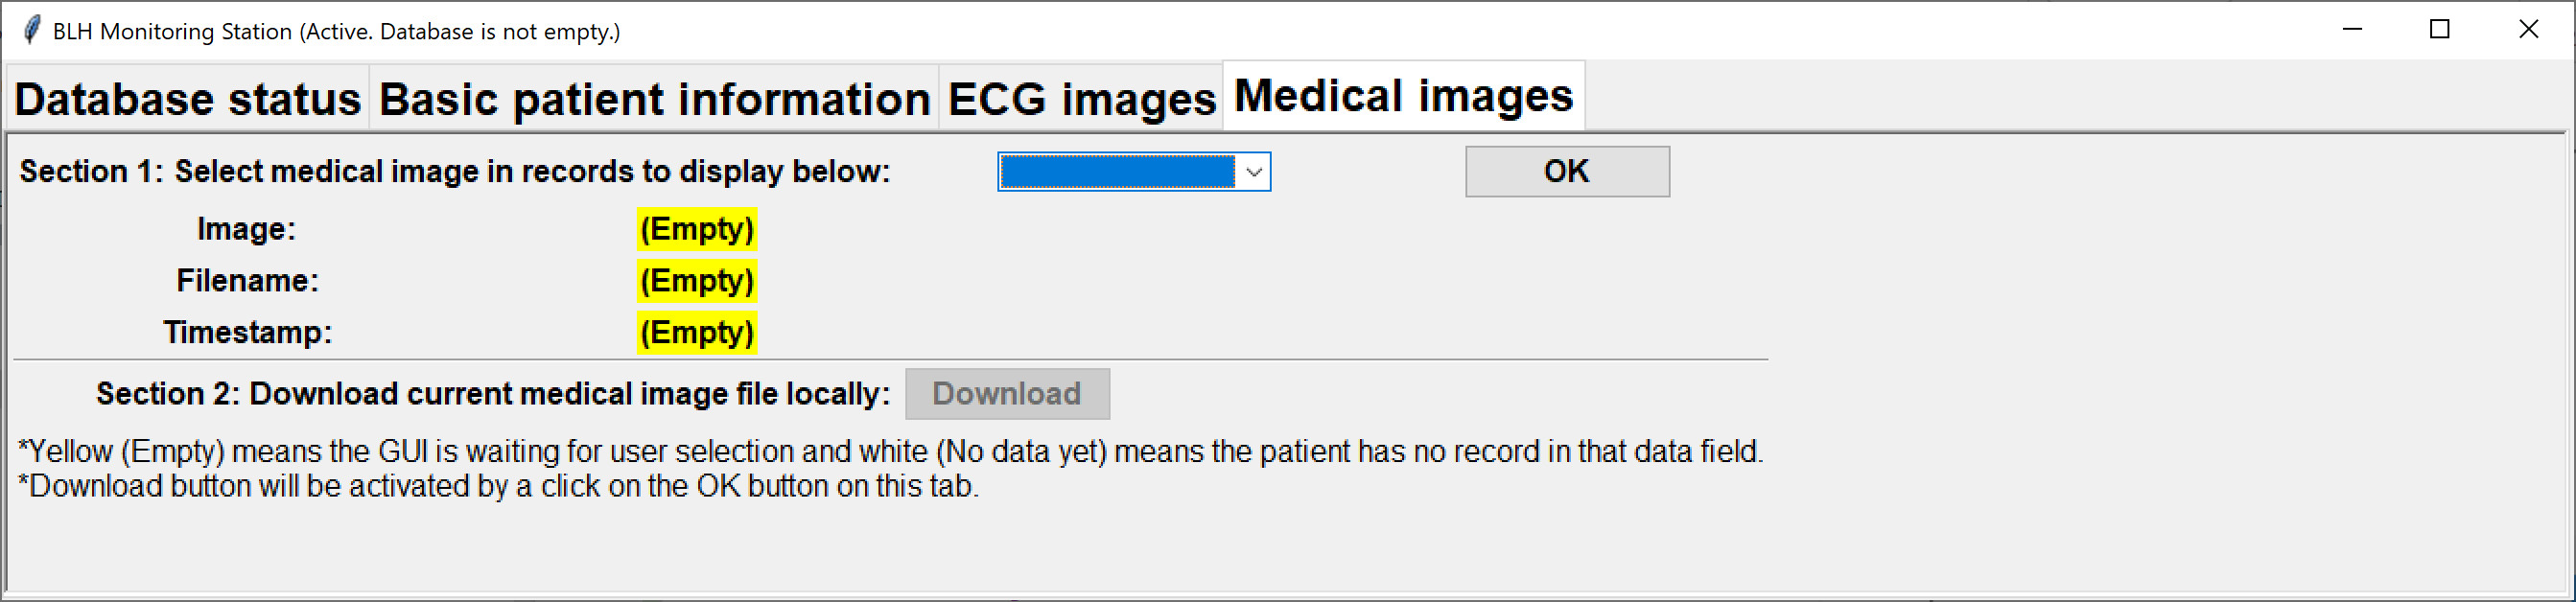 BLH Monitoring Station (Active. Database is not empty.)
Database status Basic patient information ECG images Medical images
Section 1: Select medical image in records to display below: OK
Image: (Empty)
Filename: (Empty)
Timestamp: (Empty)
Section 2: Download current medical image file locally: Download
*Yellow (Empty) means the GUI is waiting for user selection and white (No data yet) means the patient has no record in that data field.
*Download button will be activated by a click on the OK button on this tab.